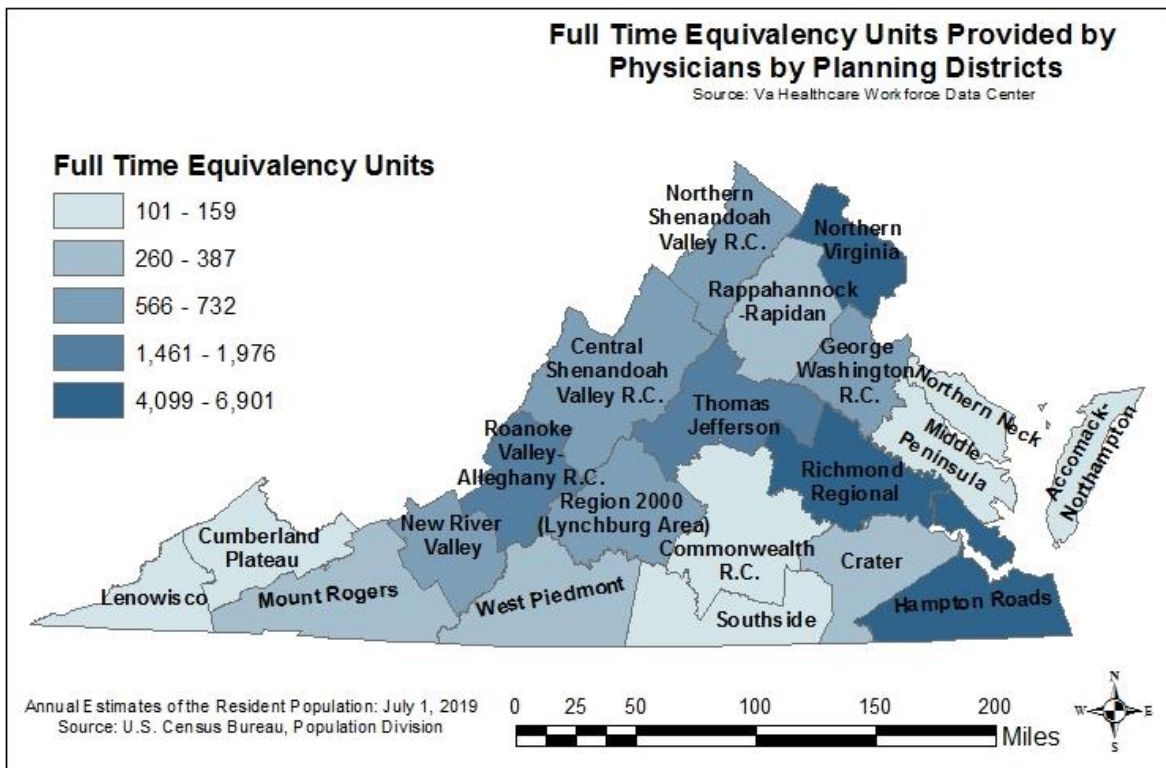 Full Time Equivalency Units Provided by
Physicians by Planning Districts
Source: Va Healthcare Workforce Data Center
Full Time Equivalency Units
101 - 159
260 - 387
566 - 732
1,461 - 1,976
4,099 - 6,901
Northern
Shenandoah
Valley R.C.
Northern
Virginia
Rappahannock
-Rapidan
Central
Shenandoah
Valley R.C.
George
Washington
R.C.
Northern Neck
Middle
Peninsula
Accomack-
Northampton
Thomas
Jefferson
Roanoke
Valley-
Alleghany R.C.
Richmond
Regional
Region 2000
(Lynchburg Area)
New River
Valley
Cumberland
Plateau
Commonwealth
R.C.
Crater
Lenowisco
Mount Rogers
West Piedmont
Southside
Hampton Roads
Annual Estimates of the Resident Population: July 1, 2019
Source: U.S. Census Bureau, Population Division
0 25 50 100 150 200
Miles
N
W E
S